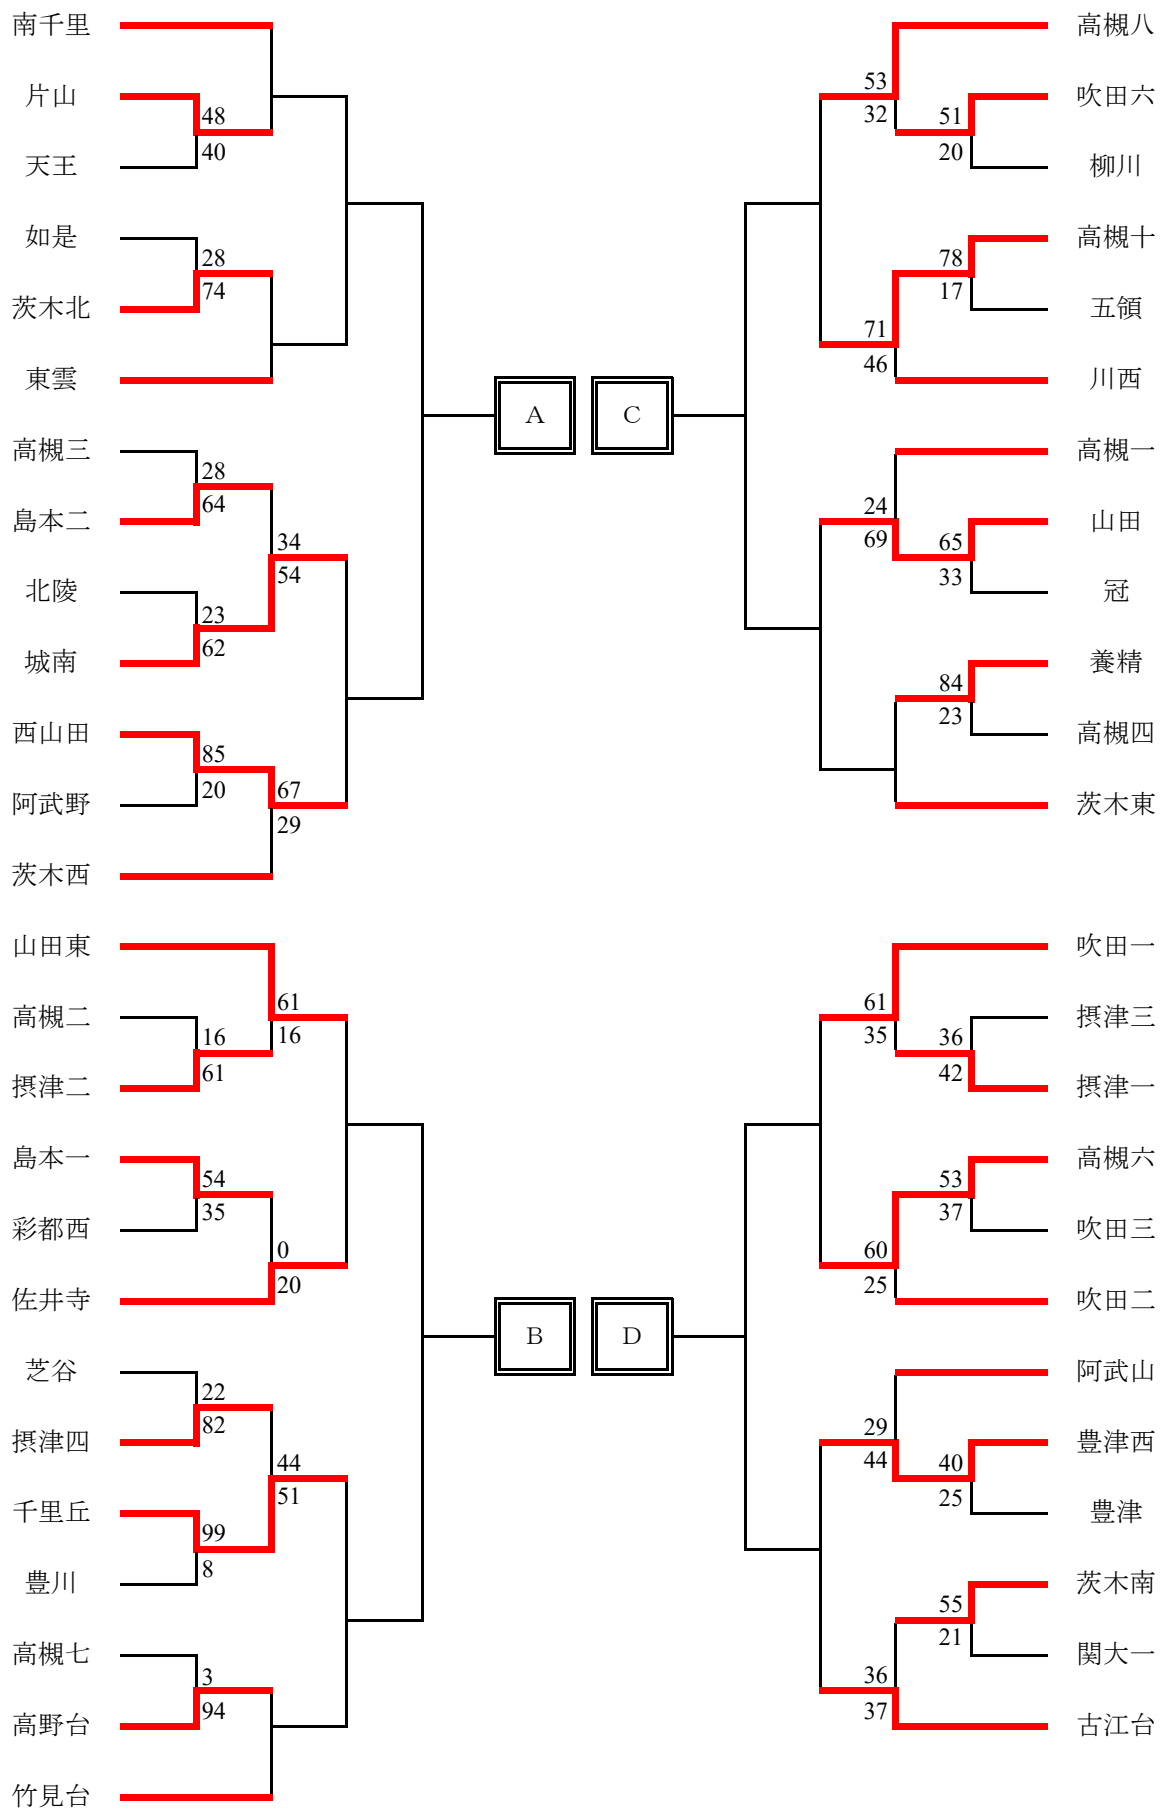 南千里
片山
48
40
天王
如是
28
74
茨木北
東雲
高槻三
28
64
島本二
34
54
北陵
23
62
城南
西山田
85
20
阿武野
67
29
茨木西
A
山田東
61
16
高槻二
16
61
摂津二
島本一
54
35
彩都西
0
20
佐井寺
芝谷
22
82
摂津四
44
51
千里丘
99
8
豊川
高槻七
3
94
高野台
竹見台
B
高槻八
53
32
吹田六
51
20
柳川
高槻十
78
17
五領
71
46
川西
C
高槻一
24
69
山田
65
33
冠
養精
84
23
高槻四
茨木東
吹田一
61
35
摂津三
36
42
摂津一
高槻六
53
37
吹田三
60
25
吹田二
D
阿武山
29
44
豊津西
40
25
豊津
茨木南
55
21
関大一
36
37
古江台